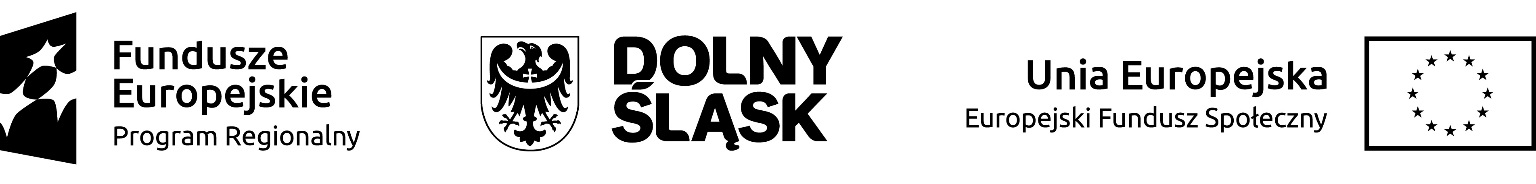 Fundusze
Europejskie
Program Regionalny
DOLNY
ŚLĄSK
Unia Europejska
Europejski Fundusz Społeczny